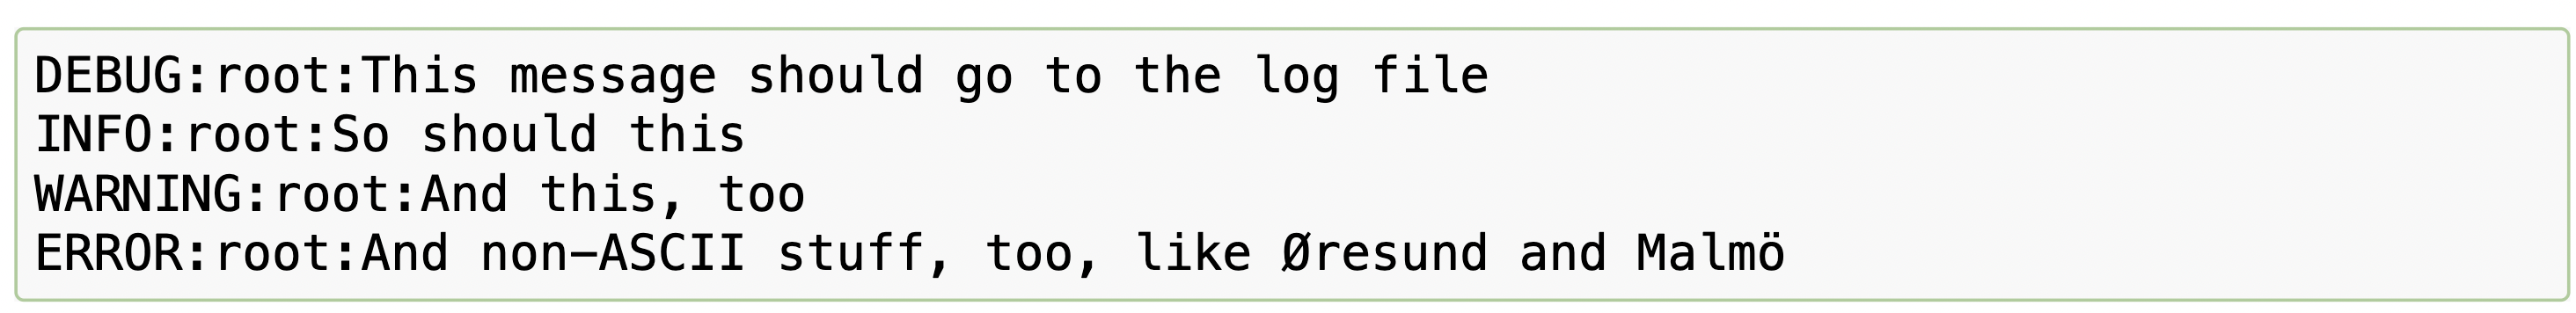 DEBUG:root:This message should go to the log file
INFO:root:So should this
WARNING:root:And this, too
ERROR:root:And non-ASCII stuff, too, like Øresund and Malmö